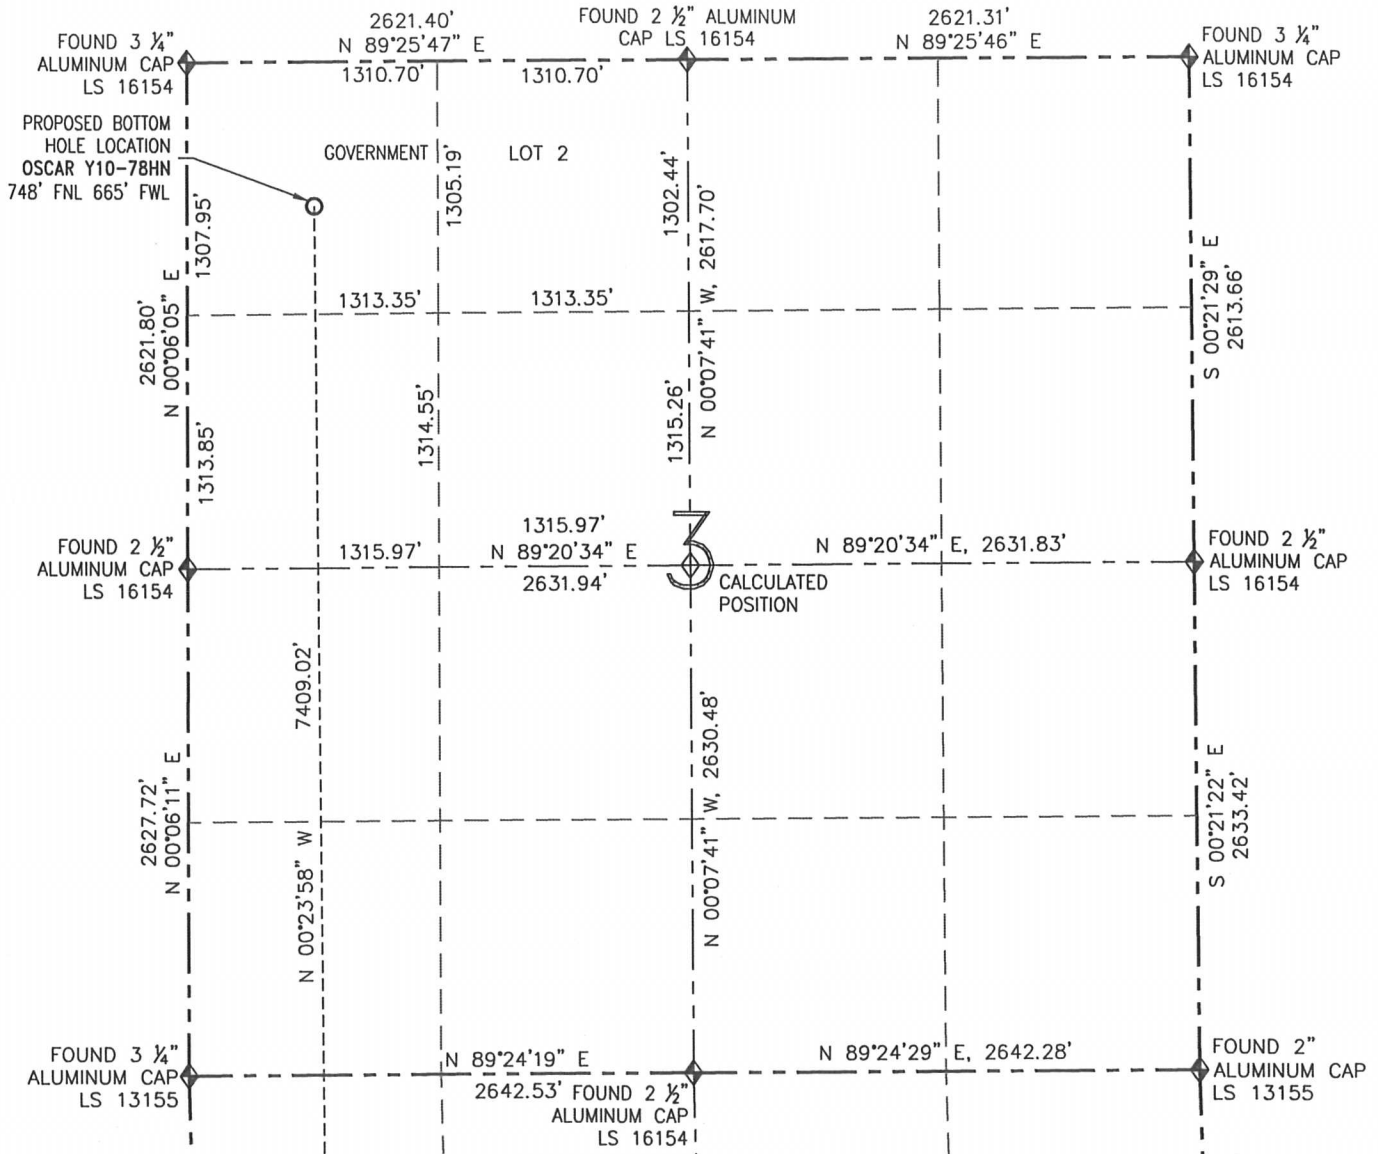 2621.40'
N 89°25'47" E
1310.70'
1310.70'
FOUND 2 ½" ALUMINUM
CAP LS 16154
2621.31'
N 89°25'46" E
FOUND 3 ¼"
ALUMINUM CAP
LS 16154
FOUND 3 ¼"
ALUMINUM CAP
LS 16154
PROPOSED BOTTOM
HOLE LOCATION
OSCAR Y10-78HN
748' FNL 665' FWL
GOVERNMENT
LOT 2
1307.95'
1305.19'
1302.44'
N 00°07'41" W, 2617.70'
2621.80'
N 00°06'05" E
S 00°21'29" E
2613.66'
1313.35'
1313.35'
1313.85'
1314.55'
1315.26'
FOUND 2 ½"
ALUMINUM CAP
LS 16154
1315.97'
1315.97'
N 89°20'34" E
2631.94'
3
CALCULATED
POSITION
N 89°20'34" E, 2631.83'
FOUND 2 ½"
ALUMINUM CAP
LS 16154
7409.02'
N 00°23'58" W
2627.72'
N 00°06'11" E
N 00°07'41" W, 2630.48'
S 00°21'22" E
2633.42'
FOUND 3 ¼"
ALUMINUM CAP
LS 13155
N 89°24'19" E
2642.53'
FOUND 2 ½"
ALUMINUM CAP
LS 16154
N 89°24'29" E, 2642.28'
FOUND 2"
ALUMINUM CAP
LS 13155